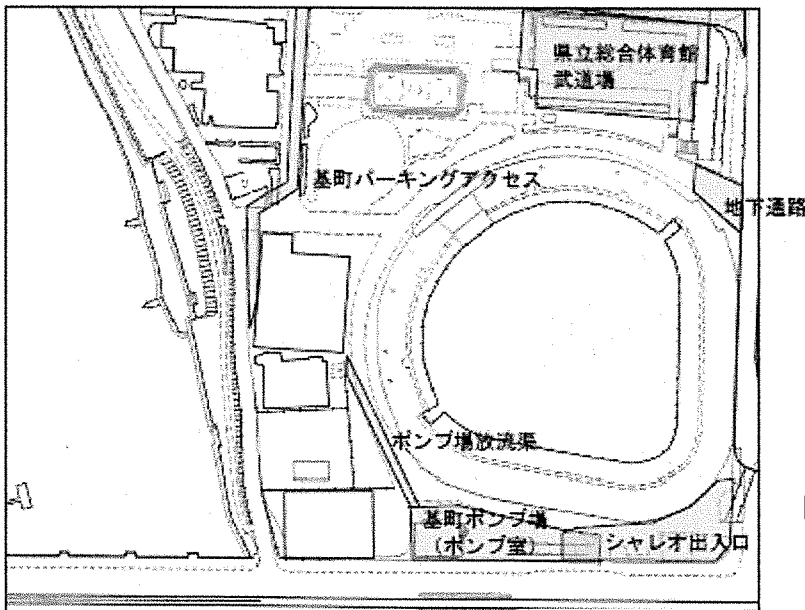 県立総合体育館
武道場
基町パーキングアクセス
地下通路
ポンプ場放流渠
基町ポンプ場
（ポンプ室）
シャレオ出入口